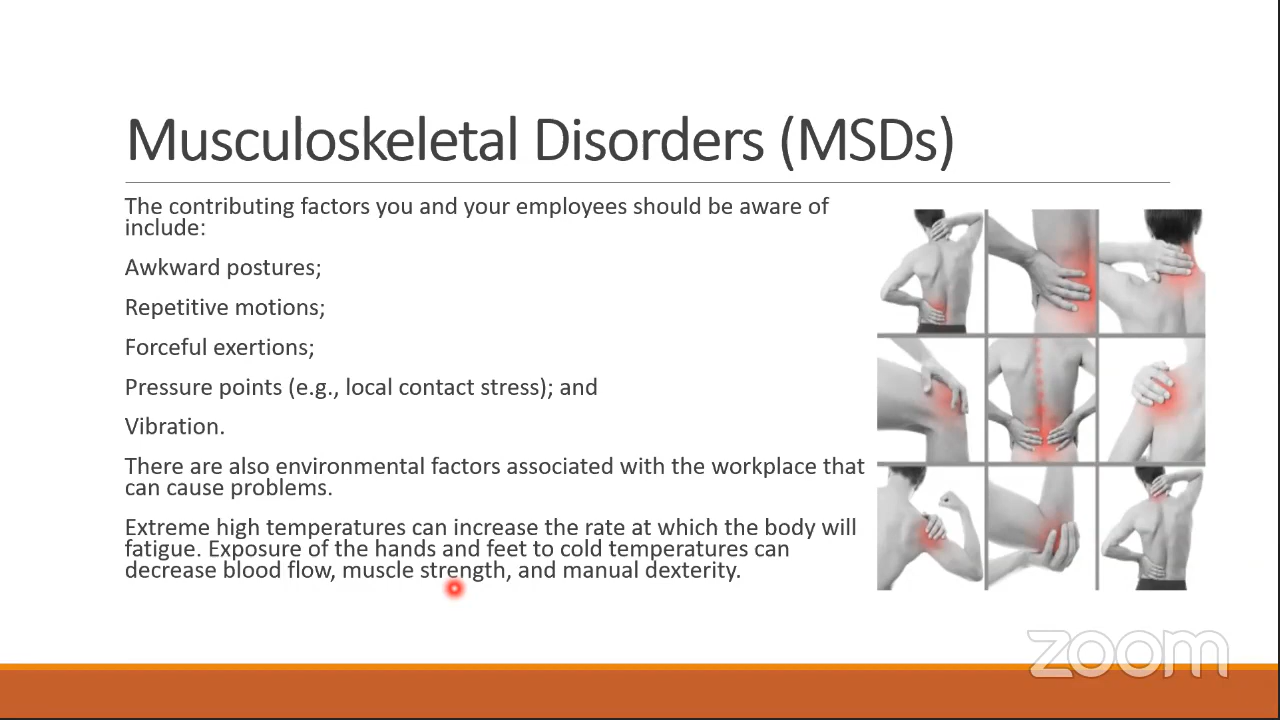 Musculoskeletal Disorders (MSDs)
The contributing factors you and your employees should be aware of
include:
Awkward postures;
Repetitive motions;
Forceful exertions;
Pressure points (e.g., local contact stress); and
Vibration.
There are also environmental factors associated with the workplace that
can cause problems.
Extreme high temperatures can increase the rate at which the body will
fatigue. Exposure of the hands and feet to cold temperatures can
decrease blood flow, muscle strength, and manual dexterity.
zoom